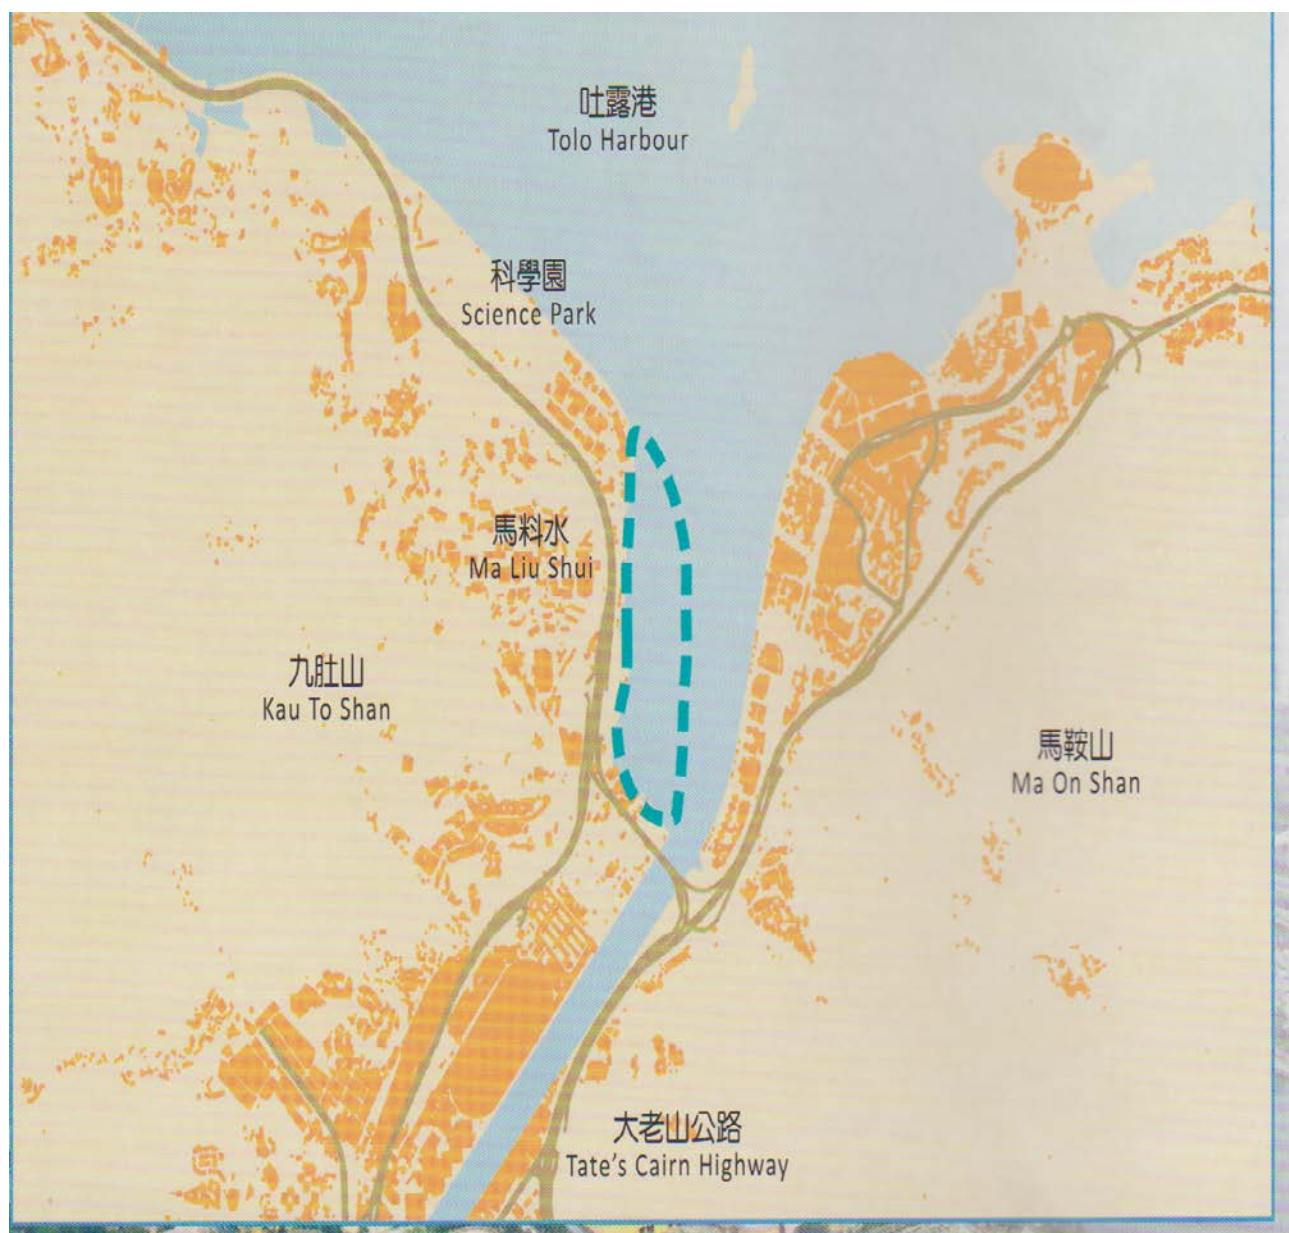 吐露港
Tolo Harbour
科學園
Science Park
馬料水
Ma Liu Shui
九肚山
Kau To Shan
馬鞍山
Ma On Shan
大老山公路
Tate's Cairn Highway